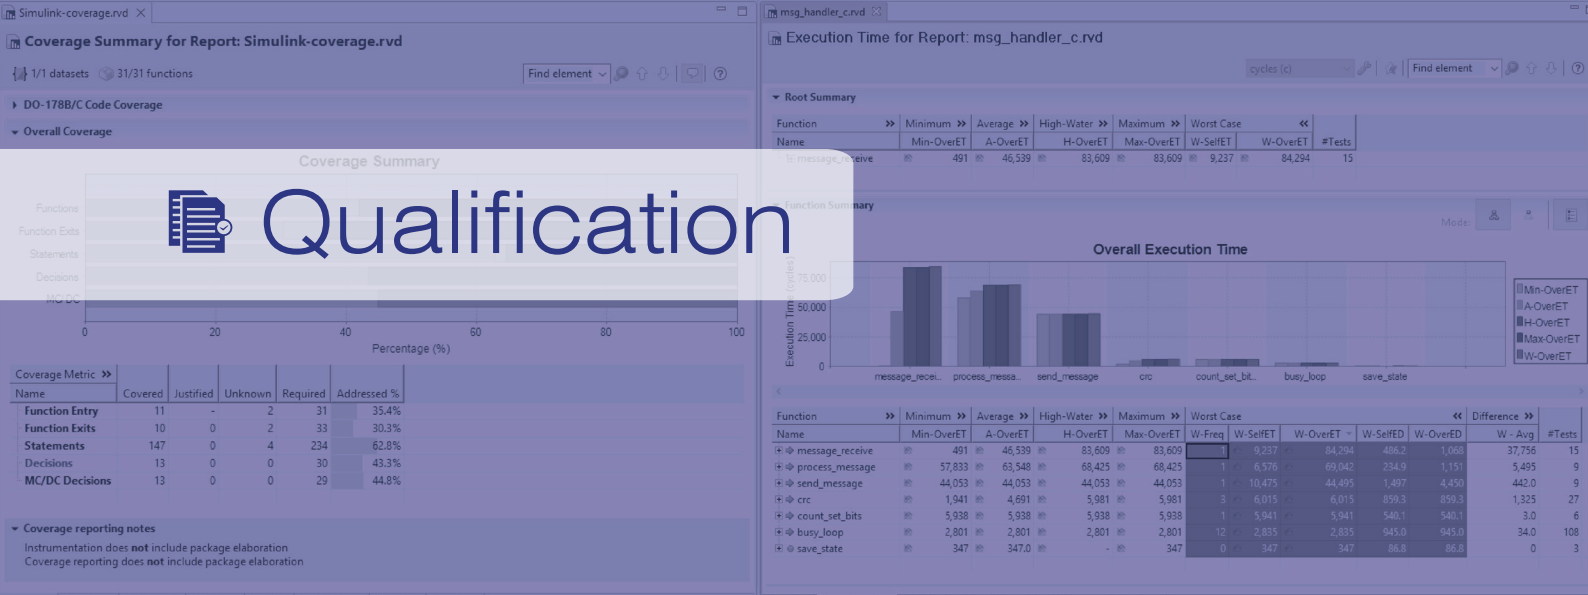 Simulink-coverage.rvd
Coverage Summary for Report: Simulink-coverage.rvd
1/1 datasets 31/31 functions Find element
DO-178B/C Code Coverage
Overall Coverage
Coverage Summary
Functions
Function Exits
Statements
Decisions
MC/DC
0 20 40 60 80 100
Percentage (%)
Qualification
Coverage Metric »
Name Covered Justified Unknown Required Addressed %
Function Entry 11 - 2 31 35.4%
Function Exits 10 0 2 33 30.3%
Statements 147 0 4 234 62.8%
Decisions 13 0 0 30 43.3%
MC/DC Decisions 13 0 0 29 44.8%
Coverage reporting notes
Instrumentation does not include package elaboration
Coverage reporting does not include package elaboration
msg_handler_c.rvd
Execution Time for Report: msg_handler_c.rvd
cycles (c) Find element
Root Summary
Function » Minimum » Average » High-Water » Maximum » Worst Case «
Name Min-OverET A-OverET H-OverET Max-OverET W-SelfET W-OverET #Tests
message_receive 491 46,539 83,609 83,609 9,237 84,294 15
Function Summary
Mode:
Overall Execution Time
Execution Time (cycles)
75,000
50,000
25,000
0
message_recei... process_messa... send_message crc count_set_bit... busy_loop save_state
Min-OverET
A-OverET
H-OverET
Max-OverET
W-OverET
Function » Minimum » Average » High-Water » Maximum » Worst Case « Difference »
Name Min-OverET A-OverET H-OverET Max-OverET W-Freq W-SelfET W-OverET W-SelfED W-OverED W - Avg #Tests
message_receive 491 46,539 83,609 83,609 1 9,237 84,294 486.2 1,068 37,756 15
process_message 57,833 63,548 68,425 68,425 1 6,576 69,042 234.9 1,151 5,495 9
send_message 44,053 44,053 44,053 44,053 1 10,475 44,495 1,497 4,450 442.0 9
crc 1,941 4,691 5,981 5,981 3 6,015 6,015 859.3 859.3 1,325 27
count_set_bits 5,938 5,938 5,938 5,938 1 5,941 5,941 540.1 540.1 3.0 6
busy_loop 2,801 2,801 2,801 2,801 12 2,835 2,835 945.0 945.0 34.0 108
save_state 347 347.0 - 347 0 347 347 86.8 86.8 0 3